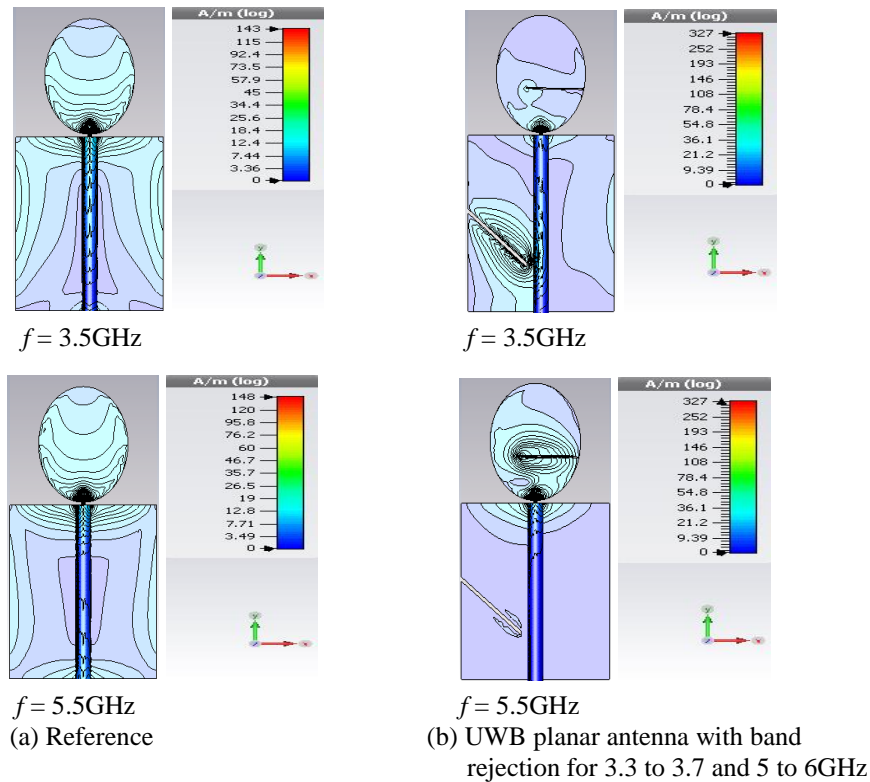 A/m (log)
143
115
92.4
73.5
57.9
45
34.4
25.6
18.4
12.4
7.44
3.36
0
y
x
f = 3.5GHz
A/m (log)
327
252
193
146
108
78.4
54.8
36.1
21.2
9.39
0
y
x
f = 3.5GHz
A/m (log)
148
120
95.8
76.2
60
46.7
35.7
26.5
19
12.8
7.71
3.49
0
y
x
f = 5.5GHz
(a) Reference
A/m (log)
327
252
193
146
108
78.4
54.8
36.1
21.2
9.39
0
y
x
f = 5.5GHz
(b) UWB planar antenna with band
rejection for 3.3 to 3.7 and 5 to 6GHz